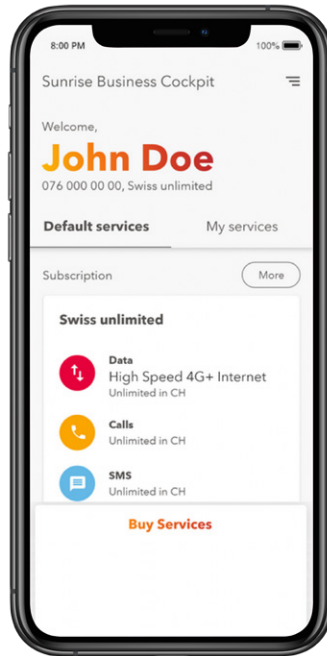 8:00 PM 100%
Sunrise Business Cockpit
Welcome,
John Doe
076 000 00 00, Swiss unlimited
Default services My services
Subscription More
Swiss unlimited
Data
High Speed 4G+ Internet
Unlimited in CH
Calls
Unlimited in CH
SMS
Unlimited in CH
Buy Services